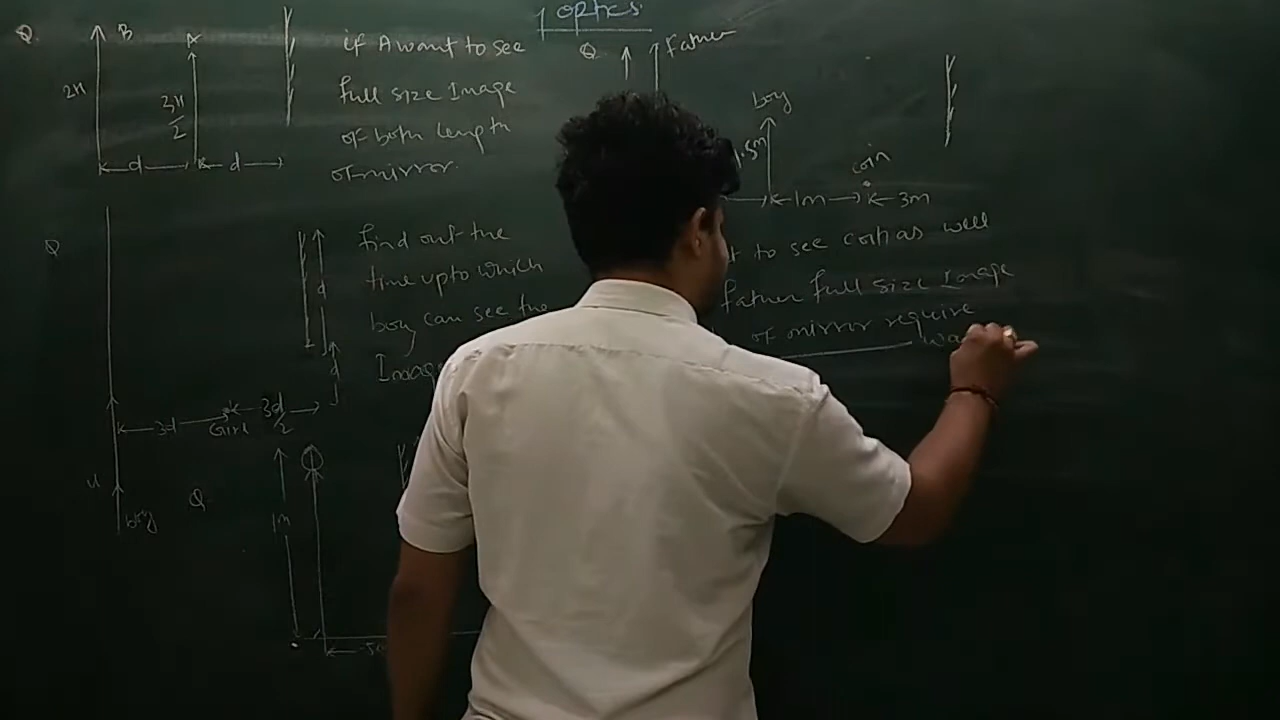 optics.
Q.
B
A
2H
3H/2
d
d
if A want to see
full size Image
of both length
of mirror.
Q
Father
boy
1.5m
coin
1m
3m
to see coin as well
father full size Image
of mirror require
wa
Q
find out the
time upto which
boy can see the
Image
d
d
3d
3d/2
Girl
u
boy
Q.
1m